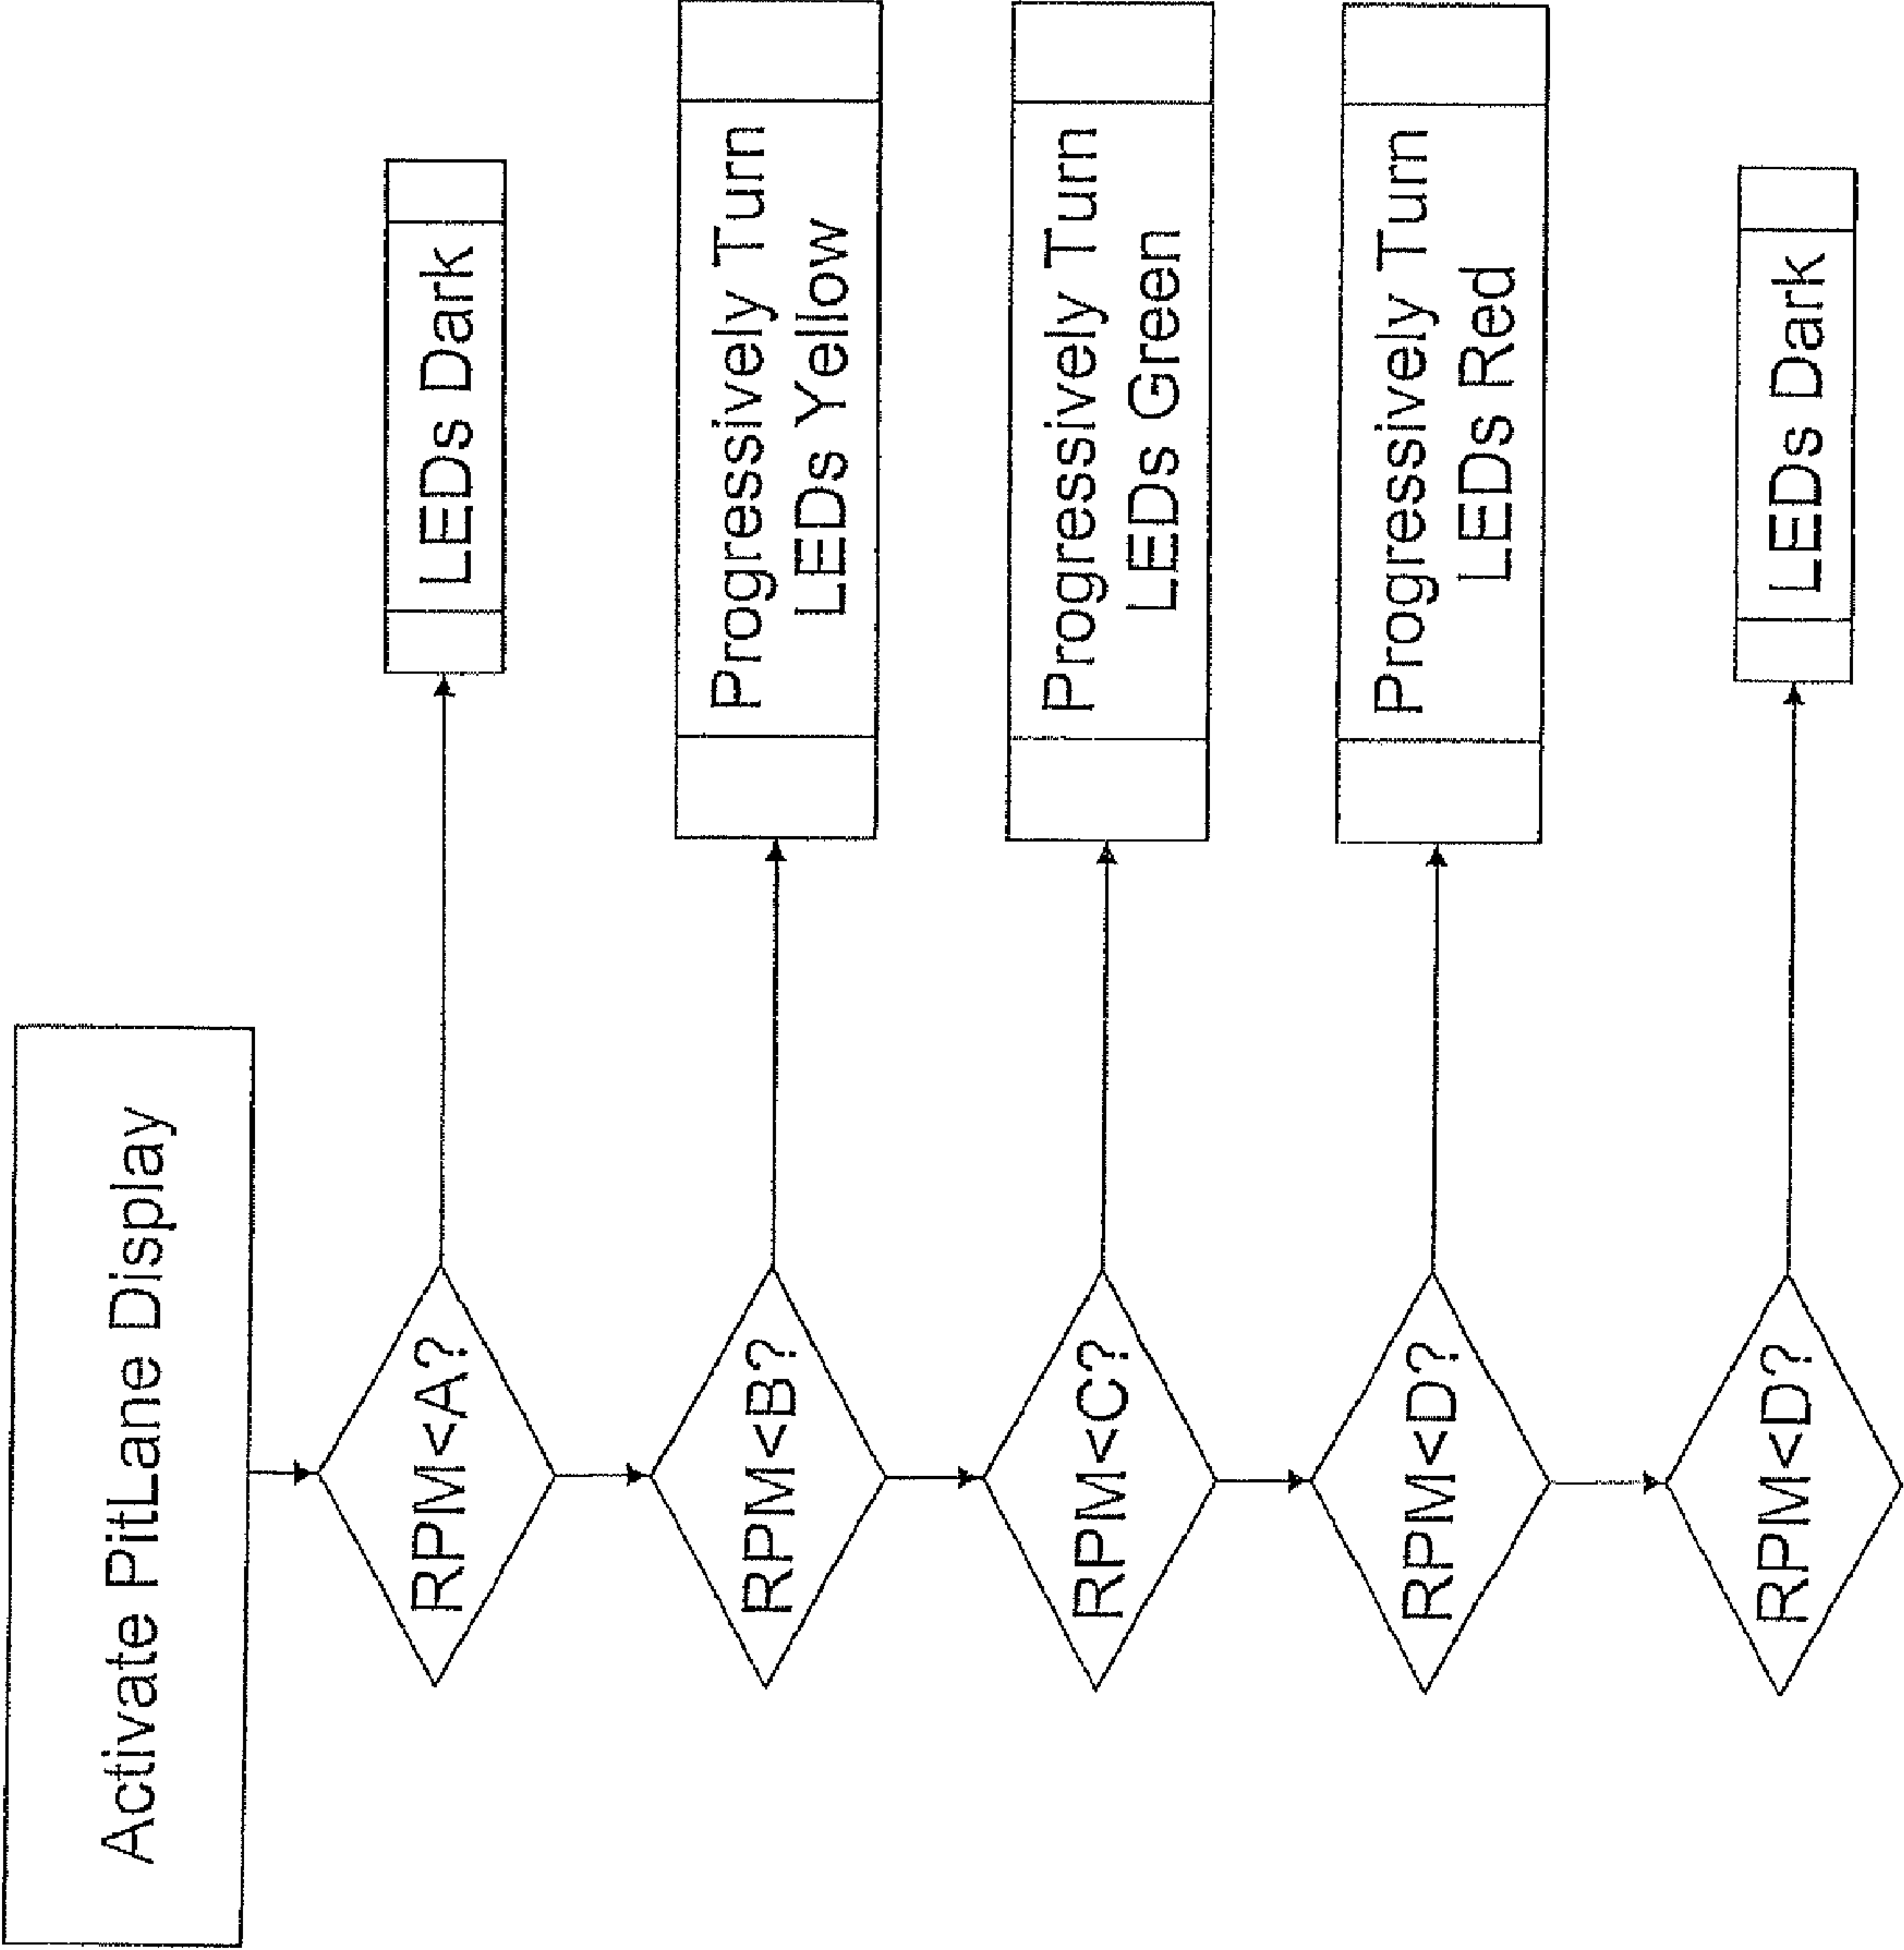 Activate PitLane Display
RPM<A?
LEDs Dark
RPM<B?
Progressively Turn
LEDs Yellow
RPM<C?
Progressively Turn
LEDs Green
RPM<D?
Progressively Turn
LEDs Red
RPM<D?
LEDs Dark